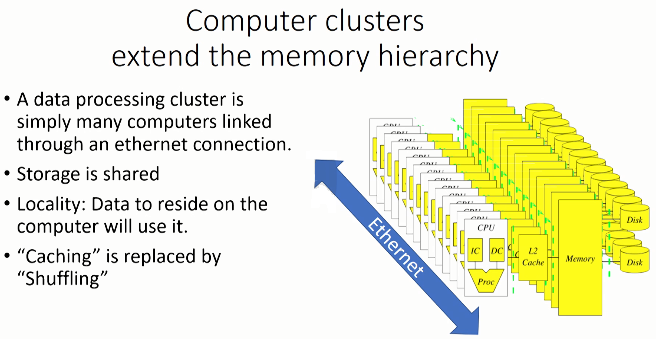 Computer clusters
extend the memory hierarchy
• A data processing cluster is
simply many computers linked
through an ethernet connection.
• Storage is shared
• Locality: Data to reside on the
computer will use it.
• “Caching” is replaced by
“Shuffling”
Ethernet
CPU
CPU
CPU
CPU
CPU
CPU
CPU
IC
DC
Proc
L2
Cache
Memory
Disk
Disk